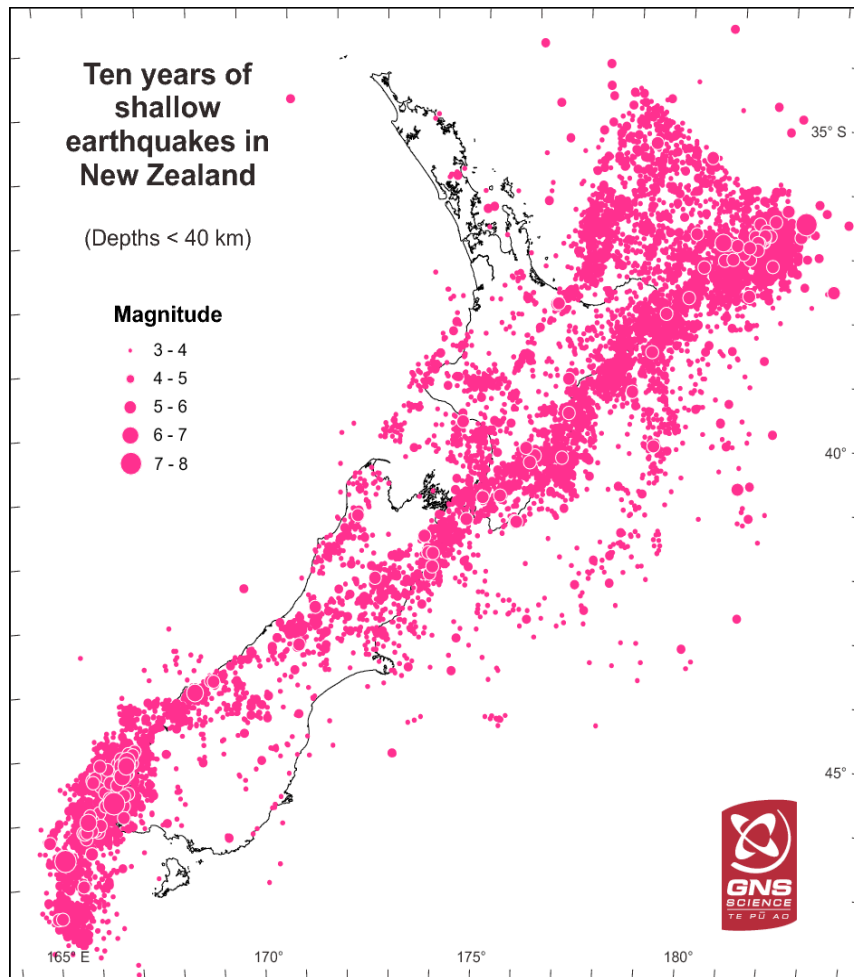 Ten years of
shallow
earthquakes in
New Zealand
(Depths < 40 km)
Magnitude
3 - 4
4 - 5
5 - 6
6 - 7
7 - 8
35° S
40°
45°
165° E
170°
175°
180°
GNS
SCIENCE
TE PŪ AO